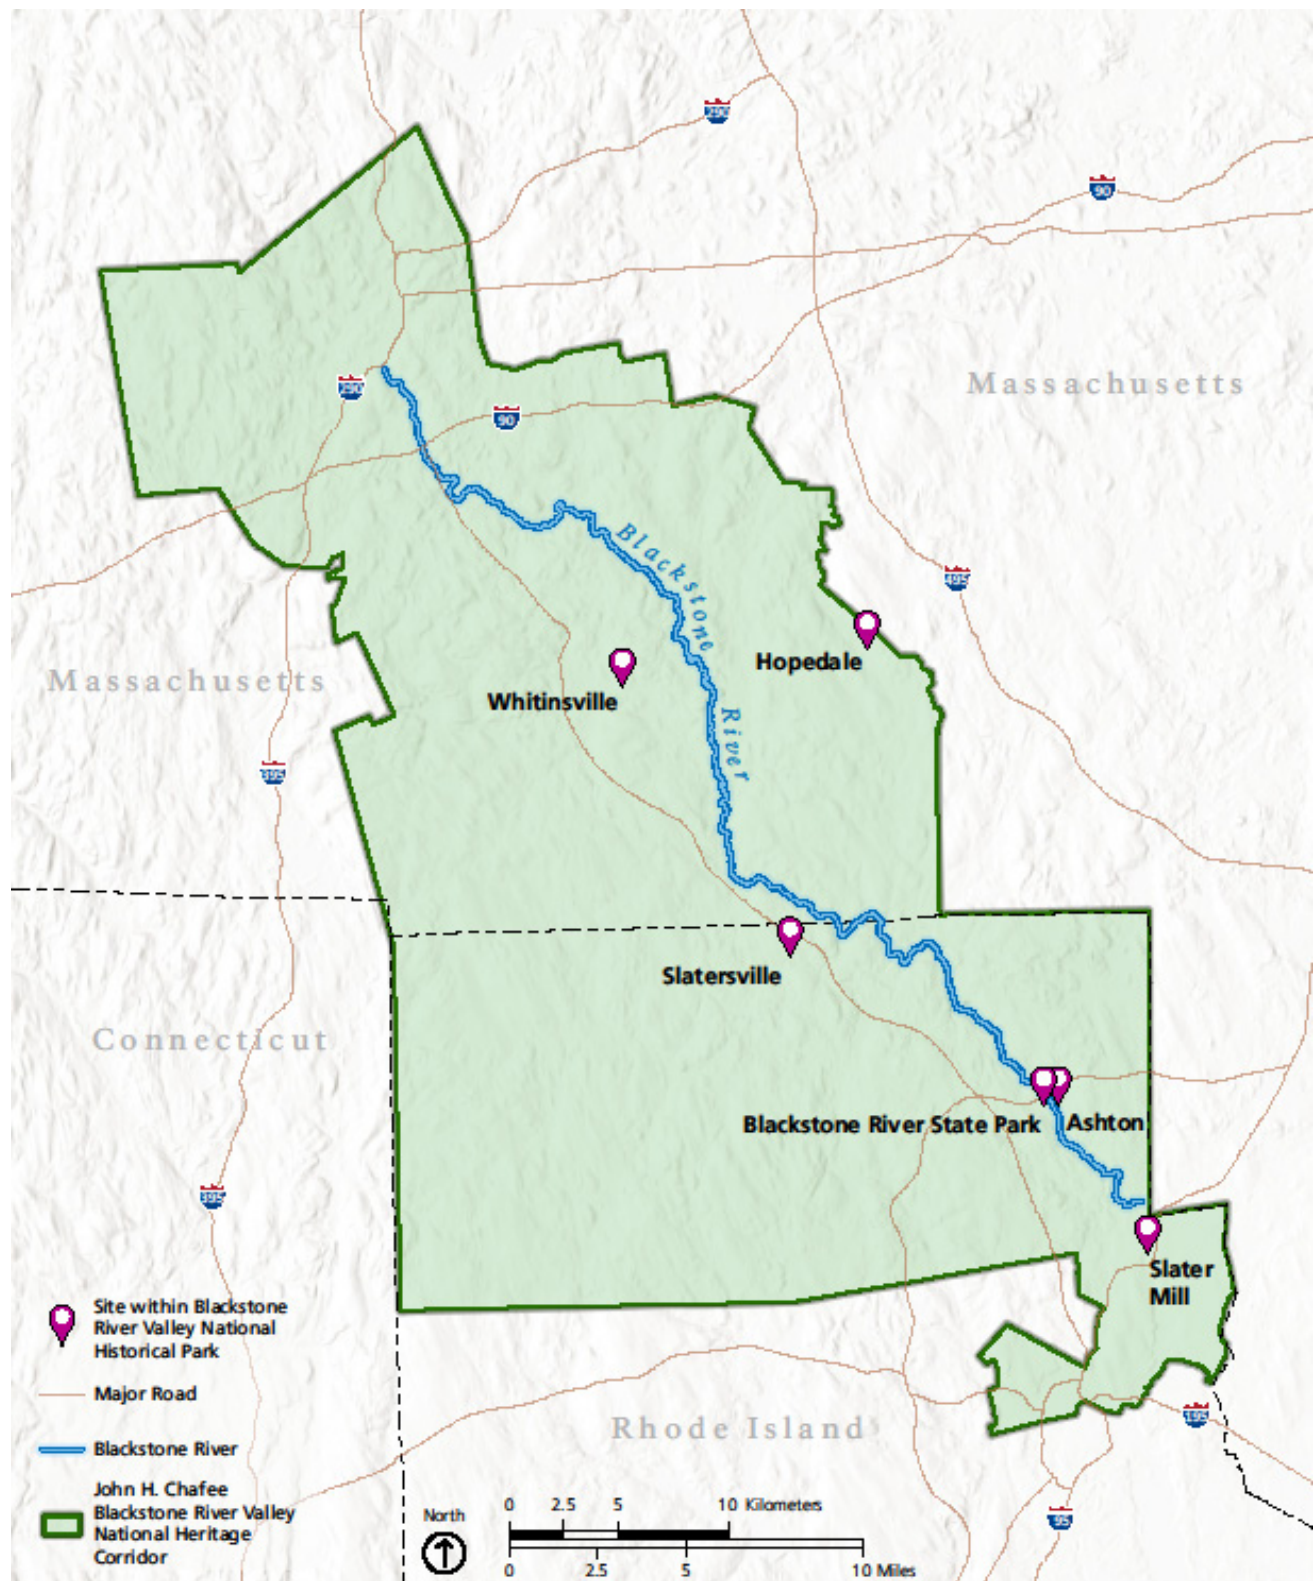 290
90
Massachusetts
290
90
Blackstone
495
Hopedale
Massachusetts
Whitinsville
River
395
Slatersville
Connecticut
Blackstone River State Park
Ashton
395
Slater
Mill
Site within Blackstone
River Valley National
Historical Park
Major Road
Rhode Island
195
Blackstone River
John H. Chafee
Blackstone River Valley
National Heritage
Corridor
North
0 2.5 5 10 Kilometers
0 2.5 5 10 Miles
95